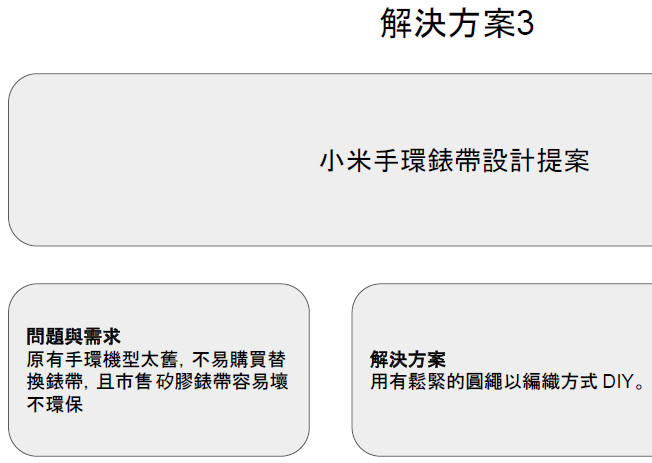 解決方案3
小米手環錶帶設計提案
問題與需求
原有手環機型太舊, 不易購買替
換錶帶, 且市售矽膠錶帶容易壞
不環保
解決方案
用有鬆緊的圓繩以編織方式 DIY。